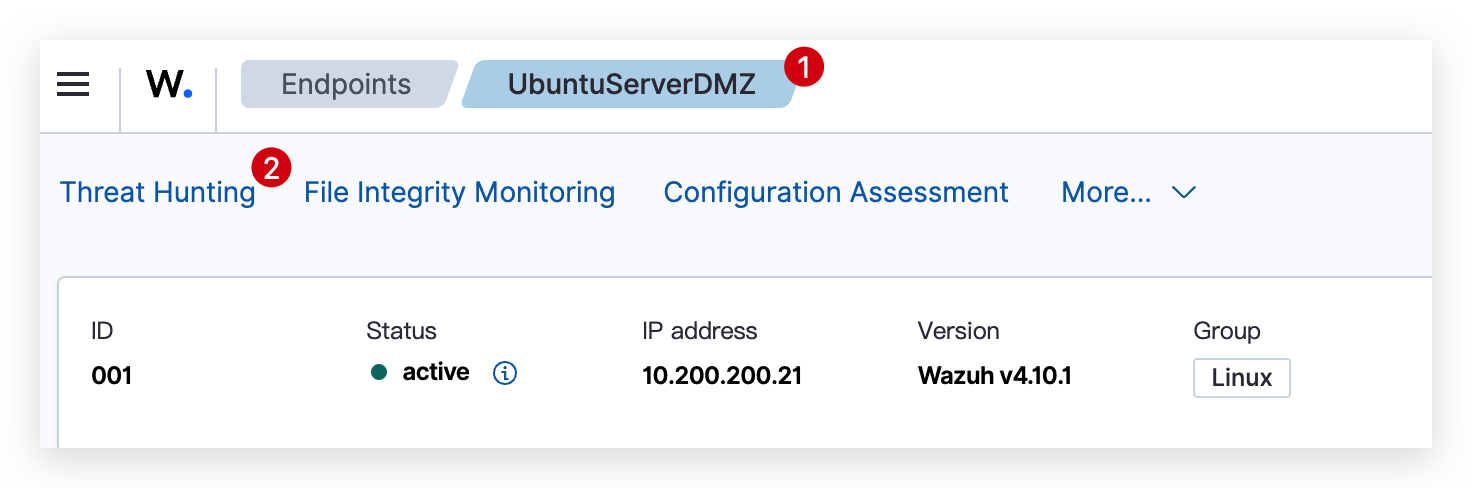 W. Endpoints UbuntuServerDMZ 1
2
Threat Hunting File Integrity Monitoring Configuration Assessment More...
ID Status IP address Version Group
001 active 10.200.200.21 Wazuh v4.10.1 Linux